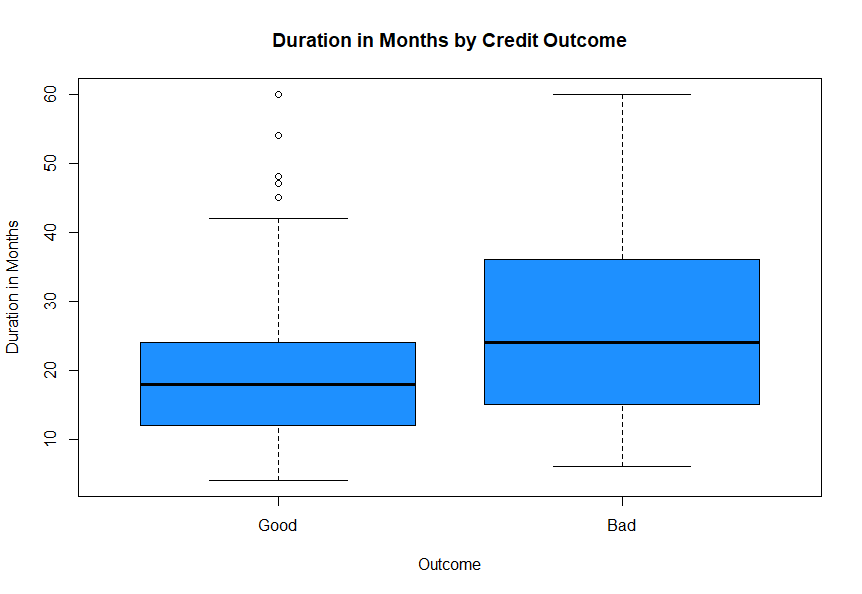 Duration in Months by Credit Outcome
Duration in Months
60
50
40
30
20
10
Good Bad
Outcome